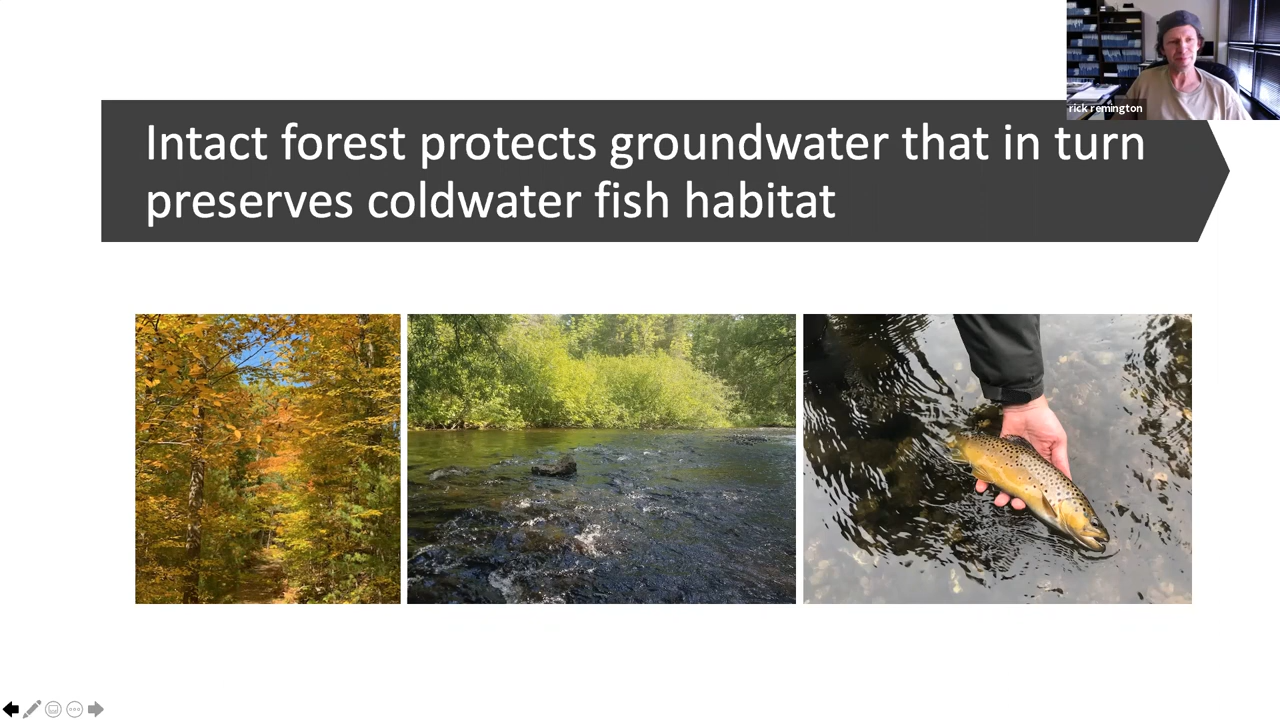 rick remington
Intact forest protects groundwater that in turn
preserves coldwater fish habitat